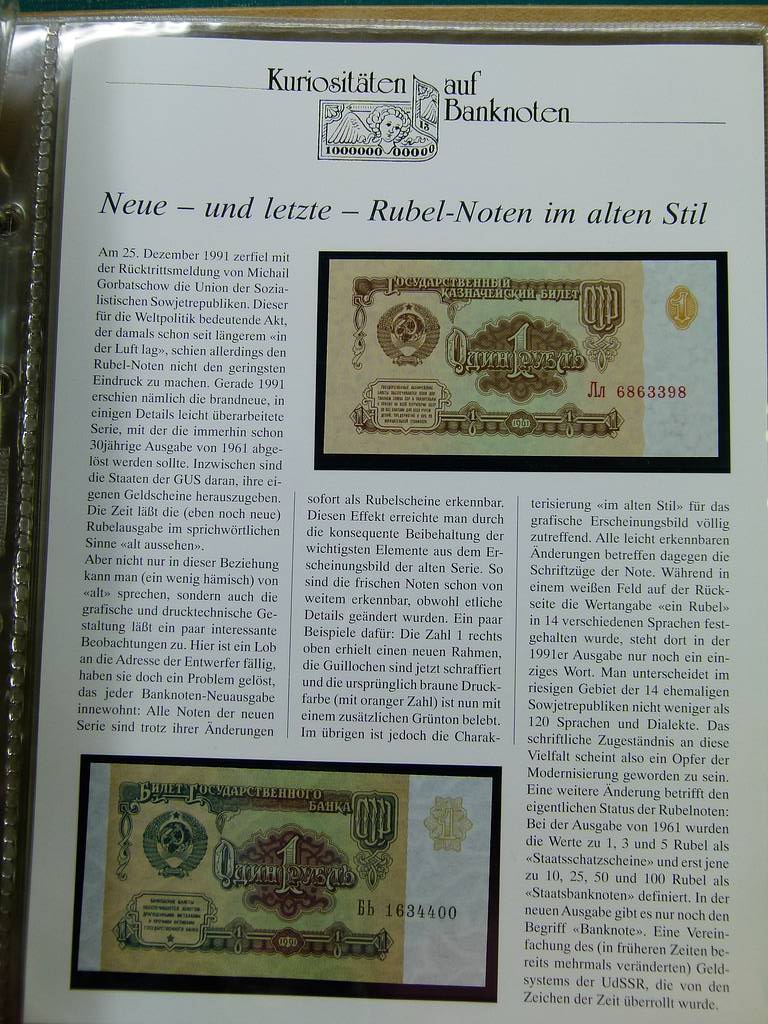 Kuriositäten auf
Banknoten
13
1000000 00000
Neue – und letzte – Rubel-Noten im alten Stil
Am 25. Dezember 1991 zerfiel mit
der Rücktrittsmeldung von Michail
Gorbatschow die Union der Sozia-
listischen Sowjetrepubliken. Dieser
für die Weltpolitik bedeutende Akt,
der damals schon seit längerem «in
der Luft lag», schien allerdings den
Rubel-Noten nicht den geringsten
Eindruck zu machen. Gerade 1991
erschien nämlich die brandneue, in
einigen Details leicht überarbeitete
Serie, mit der die immerhin schon
30jährige Ausgabe von 1961 abge-
löst werden sollte. Inzwischen sind
die Staaten der GUS daran, ihre ei-
genen Geldscheine herauszugeben.
Die Zeit läßt die (eben noch neue)
Rubelausgabe im sprichwörtlichen
Sinne «alt aussehen».
Aber nicht nur in dieser Beziehung
kann man (ein wenig hämisch) von
«alt» sprechen, sondern auch die
grafische und drucktechnische Ge-
staltung läßt ein paar interessante
Beobachtungen zu. Hier ist ein Lob
an die Adresse der Entwerfer fällig,
haben sie doch ein Problem gelöst,
das jeder Banknoten-Neuausgabe
innewohnt: Alle Noten der neuen
Serie sind trotz ihrer Änderungen
Государственный
казначейский билет
1
Один 1 рубль
Лл 6863398
1961
sofort als Rubelscheine erkennbar.
Diesen Effekt erreichte man durch
die konsequente Beibehaltung der
wichtigsten Elemente aus dem Er-
scheinungsbild der alten Serie. So
sind die frischen Noten schon von
weitem erkennbar, obwohl etliche
Details geändert wurden. Ein paar
Beispiele dafür: Die Zahl 1 rechts
oben erhielt einen neuen Rahmen,
die Guillochen sind jetzt schraffiert
und die ursprünglich braune Druck-
farbe (mit oranger Zahl) ist nun mit
einem zusätzlichen Grünton belebt.
Im übrigen ist jedoch die Charak-
terisierung «im alten Stil» für das
grafische Erscheinungsbild völlig
zutreffend. Alle leicht erkennbaren
Änderungen betreffen dagegen die
Schriftzüge der Note. Während in
einem weißen Feld auf der Rück-
seite die Wertangabe «ein Rubel»
in 14 verschiedenen Sprachen fest-
gehalten wurde, steht dort in der
1991er Ausgabe nur noch ein ein-
ziges Wort. Man unterscheidet im
riesigen Gebiet der 14 ehemaligen
Sowjetrepubliken nicht weniger als
120 Sprachen und Dialekte. Das
schriftliche Zugeständnis an diese
Vielfalt scheint also ein Opfer der
Modernisierung geworden zu sein.
Eine weitere Änderung betrifft den
eigentlichen Status der Rubelnoten:
Bei der Ausgabe von 1961 wurden
die Werte zu 1, 3 und 5 Rubel als
«Staatsschatzscheine» und erst jene
zu 10, 25, 50 und 100 Rubel als
«Staatsbanknoten» definiert. In der
neuen Ausgabe gibt es nur noch den
Begriff «Banknote». Eine Verein-
fachung des (in früheren Zeiten be-
reits mehrmals veränderten) Geld-
systems der UdSSR, die von den
Zeichen der Zeit überrollt wurde.
Билет Государственного
банка СССР
1
Один 1 рубль
БЬ 1634400
банковские билеты
обеспечиваются золотом,
драгоценными металлами
и прочими активами
Государственного банка
1991